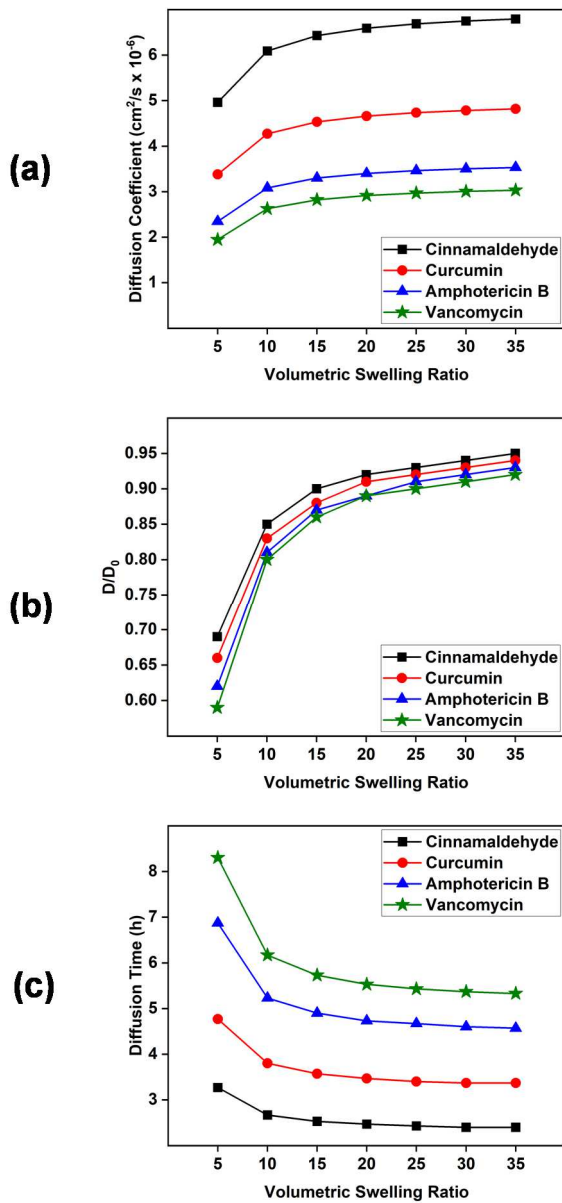 (a)
Diffusion Coefficient (cm²/s x 10⁻⁶)
6
5
4
3
2
1
Cinnamaldehyde
Curcumin
Amphotericin B
Vancomycin
5 10 15 20 25 30 35
Volumetric Swelling Ratio
(b)
D/D₀
0.95
0.90
0.85
0.80
0.75
0.70
0.65
0.60
Cinnamaldehyde
Curcumin
Amphotericin B
Vancomycin
5 10 15 20 25 30 35
Volumetric Swelling Ratio
(c)
Diffusion Time (h)
8
7
6
5
4
3
Cinnamaldehyde
Curcumin
Amphotericin B
Vancomycin
5 10 15 20 25 30 35
Volumetric Swelling Ratio